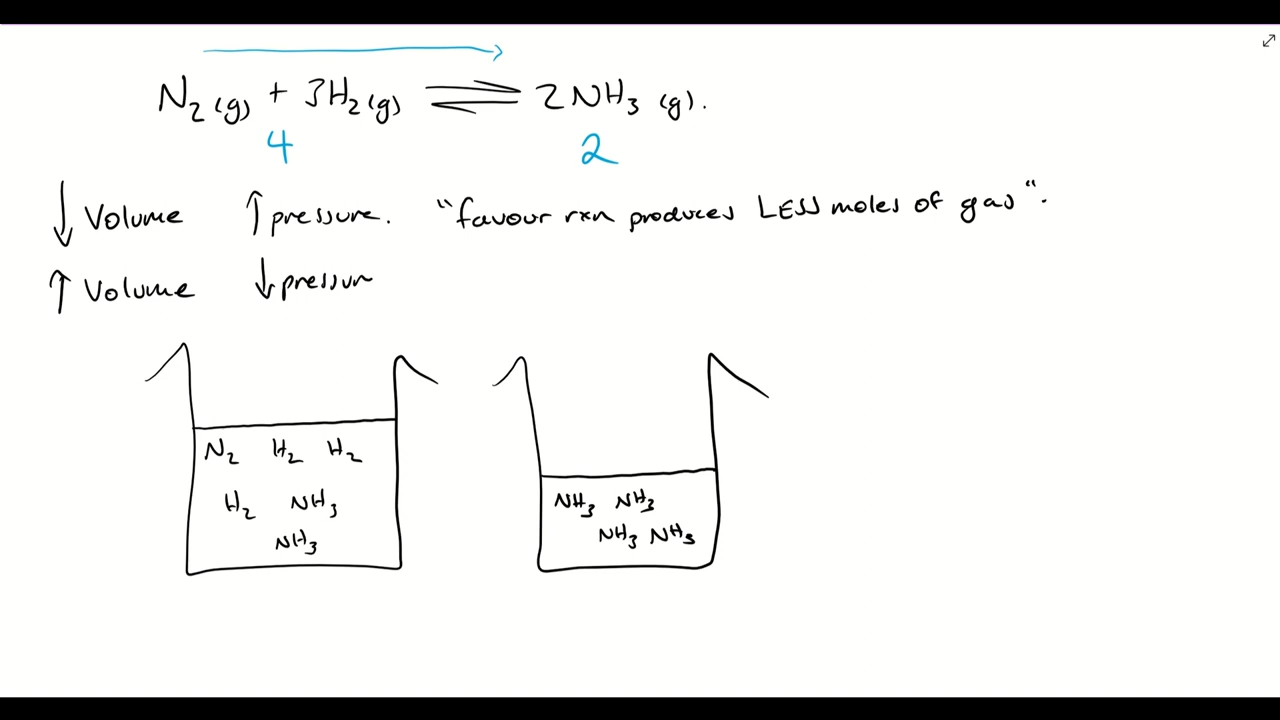 N₂(g) + 3H₂(g) ⇌ 2NH₃ (g).
4 2
↓ Volume ↑ pressure. "favour rxn produces LESS moles of gas".
↑ Volume ↓ pressur
N₂ H₂ H₂
H₂ NH₃
NH₃
NH₃ NH₃
NH₃ NH₃